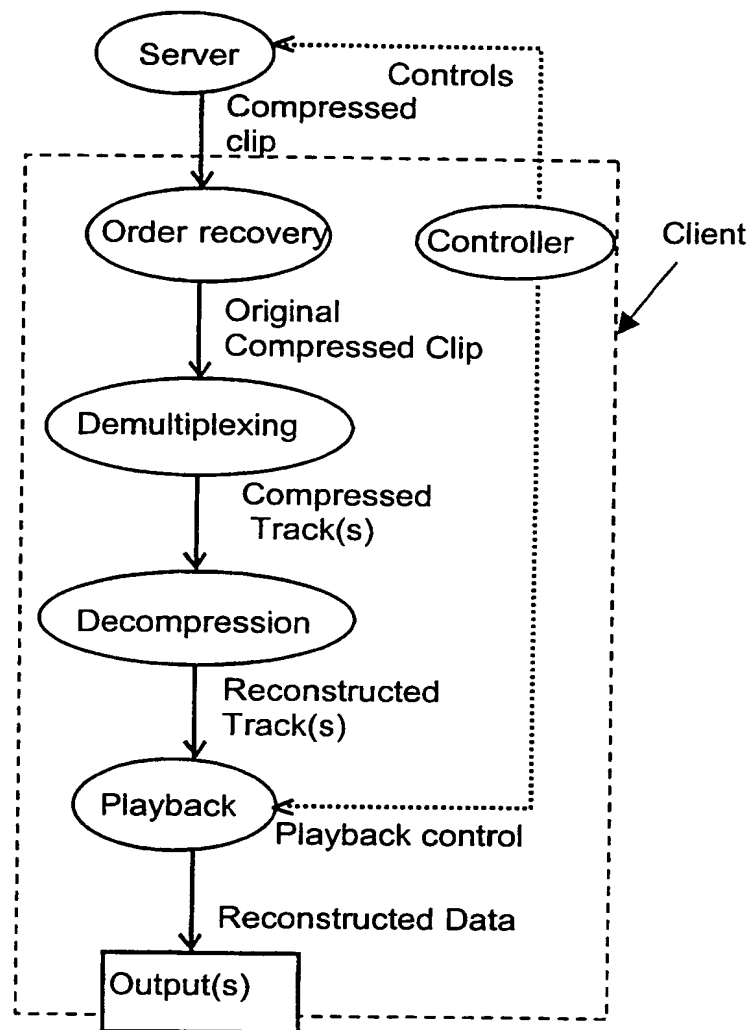 Server
Controls
Compressed
clip
Order recovery
Controller
Client
Original
Compressed Clip
Demultiplexing
Compressed
Track(s)
Decompression
Reconstructed
Track(s)
Playback
Playback control
Reconstructed Data
Output(s)